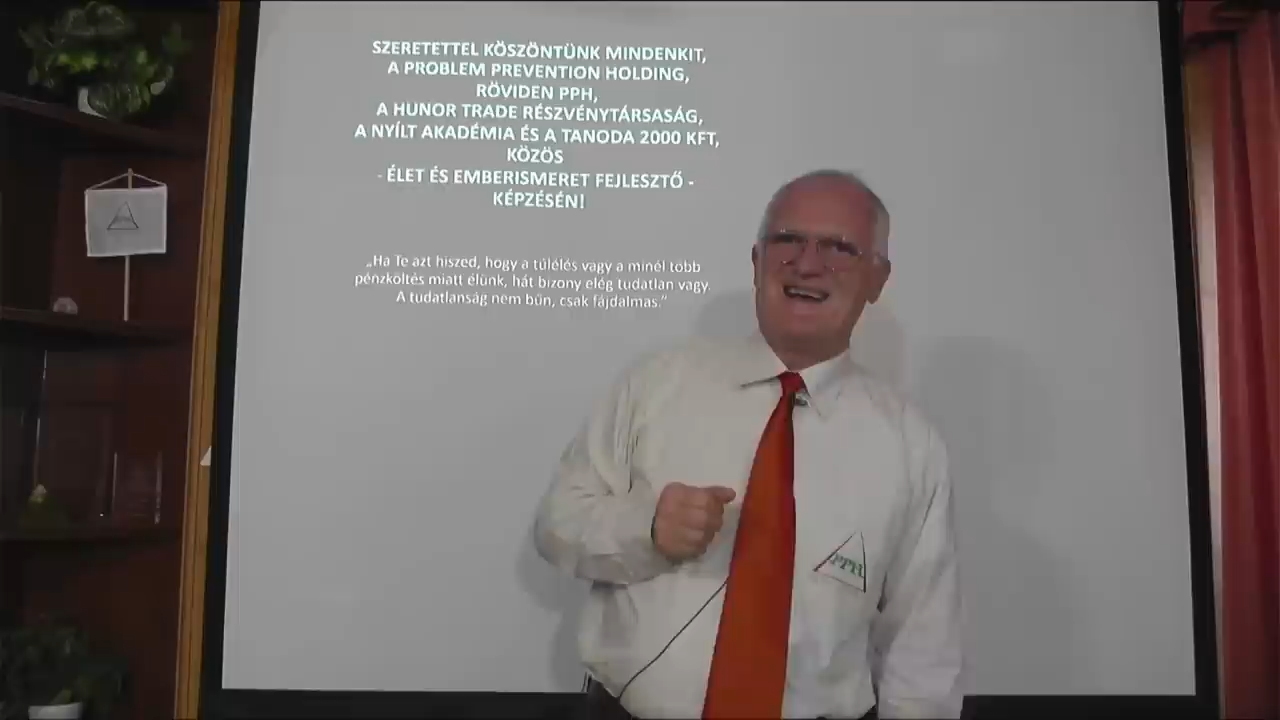 SZERETETTEL KÖSZÖNTÜNK MINDENKIT,
A PROBLEM PREVENTION HOLDING,
RÖVIDEN PPH,
A HUNOR TRADE RÉSZVÉNYTÁRSASÁG,
A NYÍLT AKADÉMIA ÉS A TANODA 2000 KFT,
KÖZÖS
- ÉLET ÉS EMBERISMERET FEJLESZTŐ -
KÉPZÉSÉN!
„Ha Te azt hiszed, hogy a túlélés vagy a minél több
pénzköltés miatt élünk, hát bizony elég tudatlan vagy.
A tudatlanság nem bűn, csak fájdalmas.”
PPH
PPH